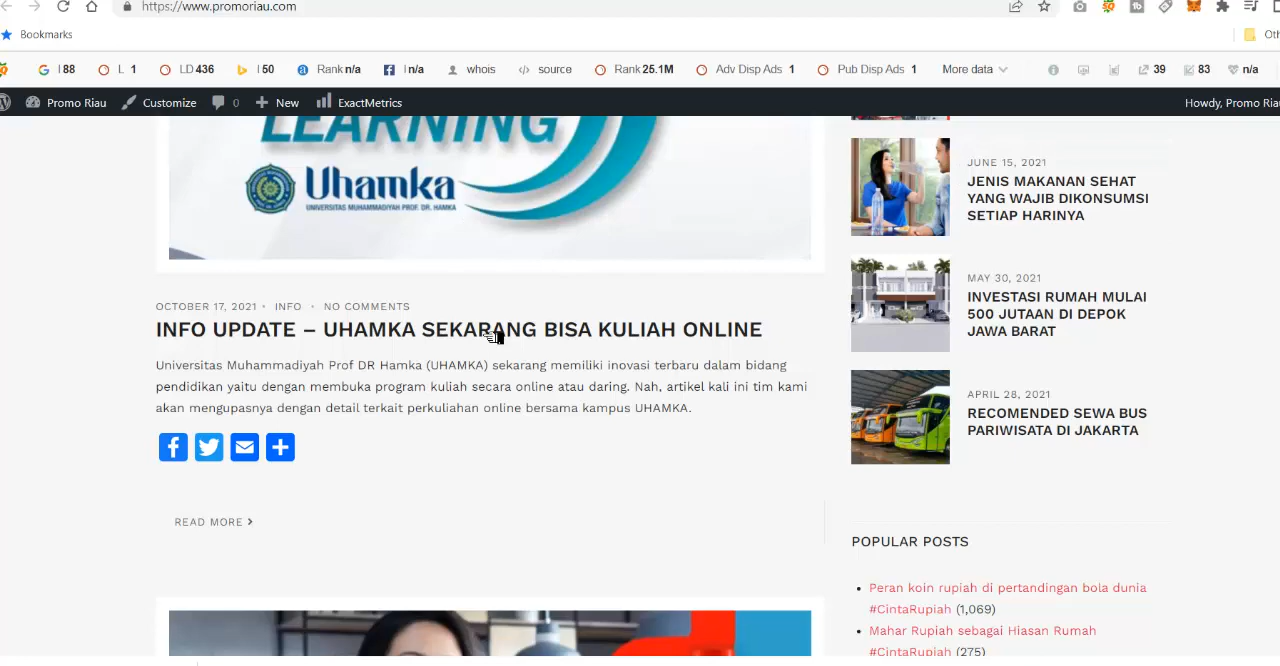 https://www.promoriau.com
Bookmarks
I 88
L 1
LD 436
I 50
Rank n/a
I n/a
whois
source
Rank 25.1M
Adv Disp Ads 1
Pub Disp Ads 1
More data
39
83
n/a
Promo Riau
Customize
0
New
ExactMetrics
Howdy, Promo
LEARNING
Uhamka
UNIVERSITAS MUHAMMADIYAH PROF. DR. HAMKA
OCTOBER 17, 2021 • INFO • NO COMMENTS
INFO UPDATE – UHAMKA SEKARANG BISA KULIAH ONLINE
Universitas Muhammadiyah Prof DR Hamka (UHAMKA) sekarang memiliki inovasi terbaru dalam bidang
pendidikan yaitu dengan membuka program kuliah secara online atau daring. Nah, artikel kali ini tim kami
akan mengupasnya dengan detail terkait perkuliahan online bersama kampus UHAMKA.
READ MORE
JUNE 15, 2021
JENIS MAKANAN SEHAT
YANG WAJIB DIKONSUMSI
SETIAP HARINYA
MAY 30, 2021
INVESTASI RUMAH MULAI
500 JUTAAN DI DEPOK
JAWA BARAT
APRIL 28, 2021
RECOMENDED SEWA BUS
PARIWISATA DI JAKARTA
POPULAR POSTS
Peran koin rupiah di pertandingan bola dunia
#CintaRupiah (1,069)
Mahar Rupiah sebagai Hiasan Rumah
#CintaRupiah (275)